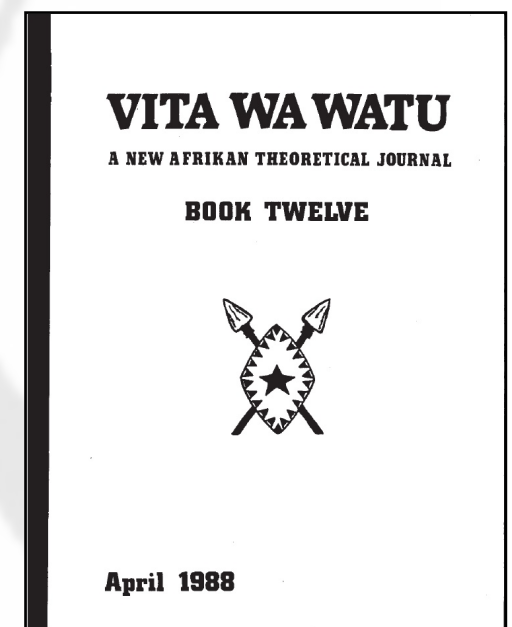 VITA WA WATU
A NEW AFRIKAN THEORETICAL JOURNAL
BOOK TWELVE
April 1988